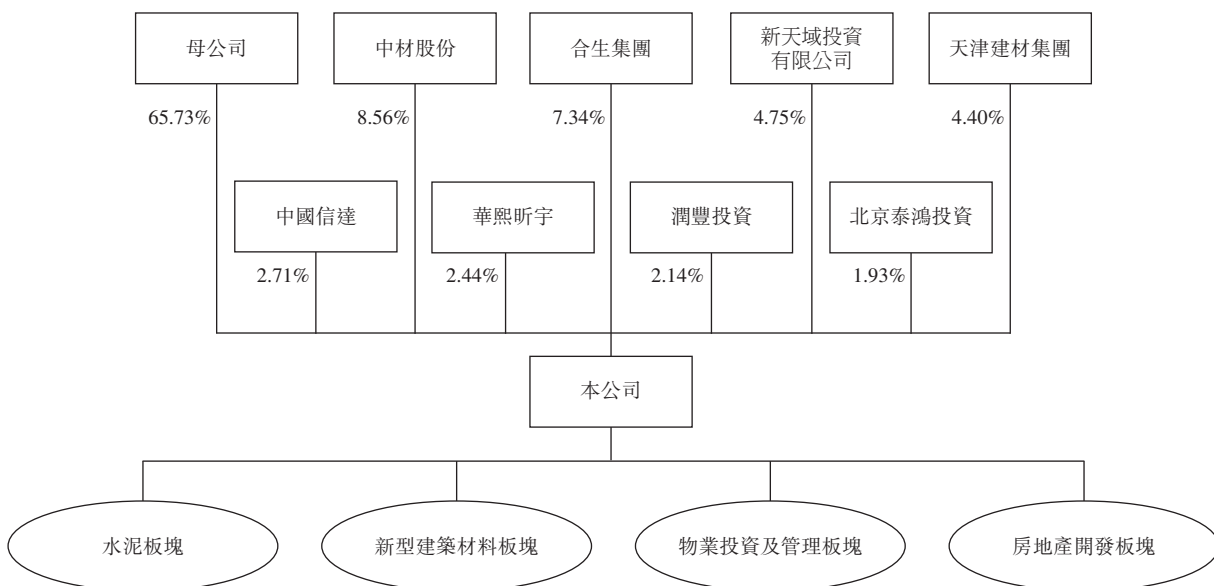 母公司
中材股份
合生集團
新天域投資
有限公司
天津建材集團
65.73%
8.56%
7.34%
4.75%
4.40%
中國信達
華熙昕宇
潤豐投資
北京泰鴻投資
2.71%
2.44%
2.14%
1.93%
本公司
水泥板塊
新型建築材料板塊
物業投資及管理板塊
房地產開發板塊